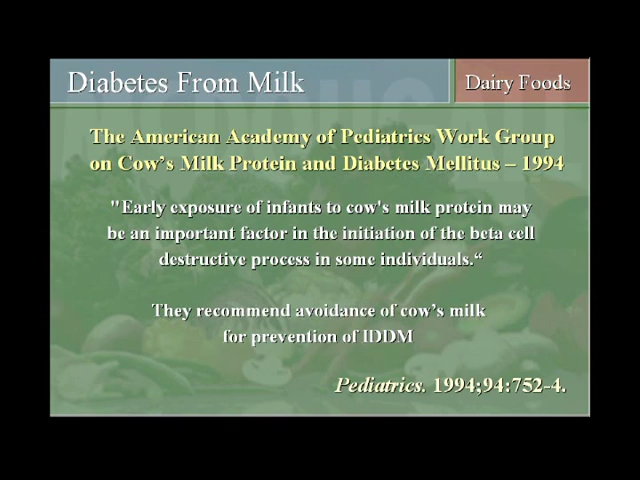 Diabetes From Milk
Dairy Foods
The American Academy of Pediatrics Work Group
on Cow's Milk Protein and Diabetes Mellitus – 1994
"Early exposure of infants to cow's milk protein may
be an important factor in the initiation of the beta cell
destructive process in some individuals.“
They recommend avoidance of cow's milk
for prevention of IDDM
Pediatrics. 1994;94:752-4.